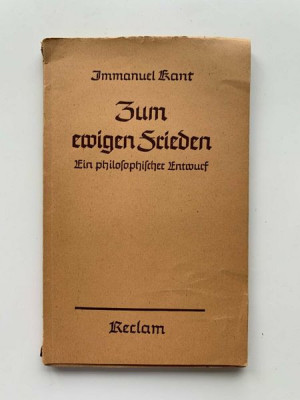 Immanuel Kant
Zum
ewigen Frieden
Ein philosophischer Entwurf
Reclam